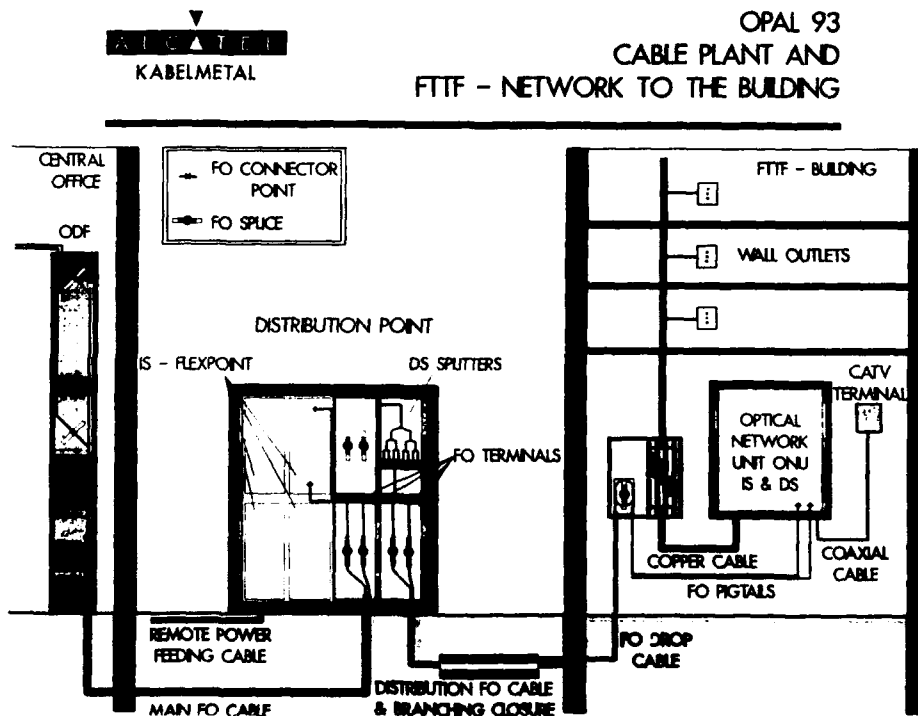 ALCATEL
KABELMETAL
OPAL 93
CABLE PLANT AND
FTTF - NETWORK TO THE BUILDING
CENTRAL
OFFICE
ODF
FO CONNECTOR
POINT
FO SPLICE
FTTF - BUILDING
WALL OUTLETS
DISTRIBUTION POINT
IS - FLEXPOINT
DS SPLITTERS
FO TERMINALS
CATV
TERMINAL
OPTICAL
NETWORK
UNIT ONU
IS & DS
COPPER CABLE
FO PIGTAILS
COAXIAL
CABLE
REMOTE POWER
FEEDING CABLE
MAIN FO CABLE
DISTRIBUTION FO CABLE
& BRANCHING CLOSURE
FO DROP
CABLE